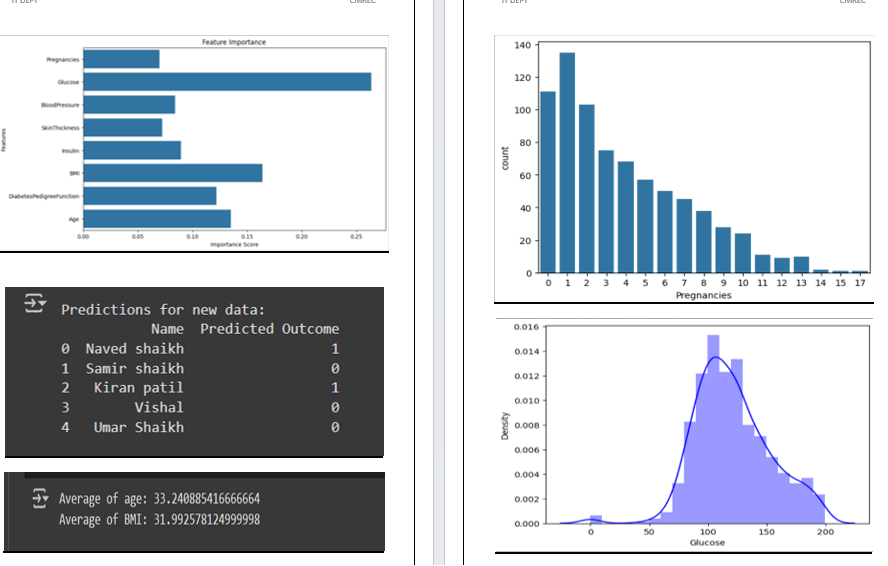 IT DEPT
CMREC
Feature Importance
Features
Pregnancies
Glucose
BloodPressure
SkinThickness
Insulin
BMI
DiabetesPedigreeFunction
Age
0.00 0.05 0.10 0.15 0.20 0.25
Importance Score
Predictions for new data:
Name Predicted Outcome
0 Naved shaikh 1
1 Samir shaikh 0
2 Kiran patil 1
3 Vishal 0
4 Umar Shaikh 0
Average of age: 33.240885416666664
Average of BMI: 31.992578124999998
IT DEPT
CMREC
140
120
100
80
60
40
20
0
count
0 1 2 3 4 5 6 7 8 9 10 11 12 13 14 15 17
Pregnancies
0.016
0.014
0.012
0.010
0.008
0.006
0.004
0.002
0.000
Density
0 50 100 150 200
Glucose